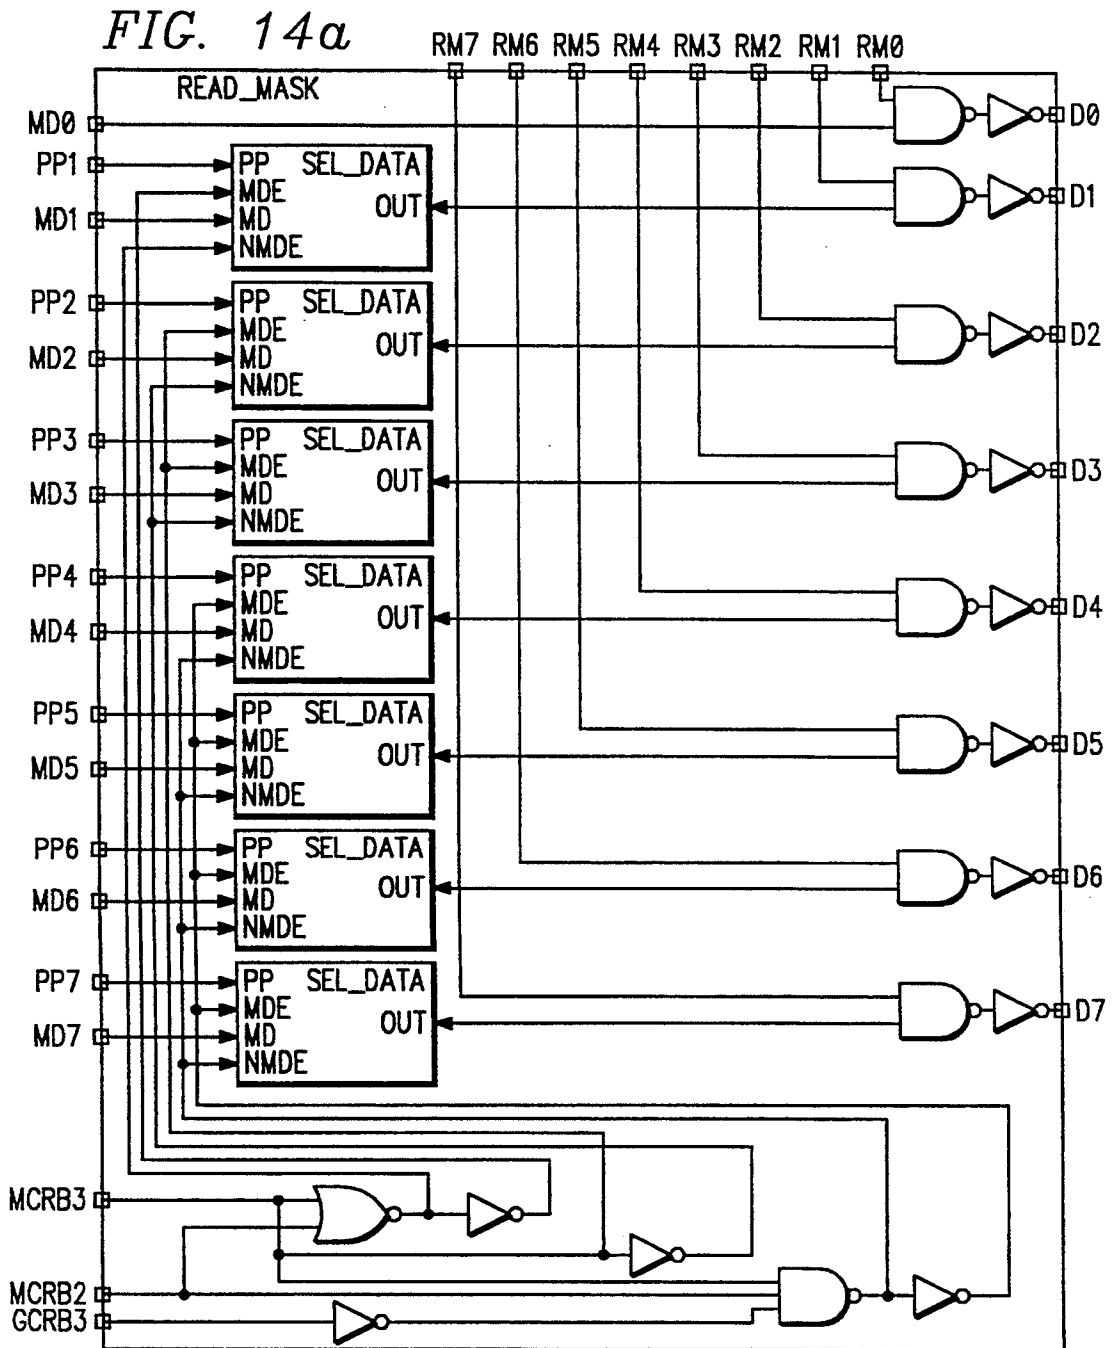 FIG. 14a
RM7 RM6 RM5 RM4 RM3 RM2 RM1 RM0
READ_MASK
MD0
D0
PP1
PP SEL_DATA
MDE
MD1
MD
OUT
NMDE
D1
PP2
PP SEL_DATA
MDE
MD2
MD
OUT
NMDE
D2
PP3
PP SEL_DATA
MDE
MD3
MD
OUT
NMDE
D3
PP4
PP SEL_DATA
MDE
MD4
MD
OUT
NMDE
D4
PP5
PP SEL_DATA
MDE
MD5
MD
OUT
NMDE
D5
PP6
PP SEL_DATA
MDE
MD6
MD
OUT
NMDE
D6
PP7
PP SEL_DATA
MDE
MD7
MD
OUT
NMDE
D7
MCRB3
MCRB2
GCRB3